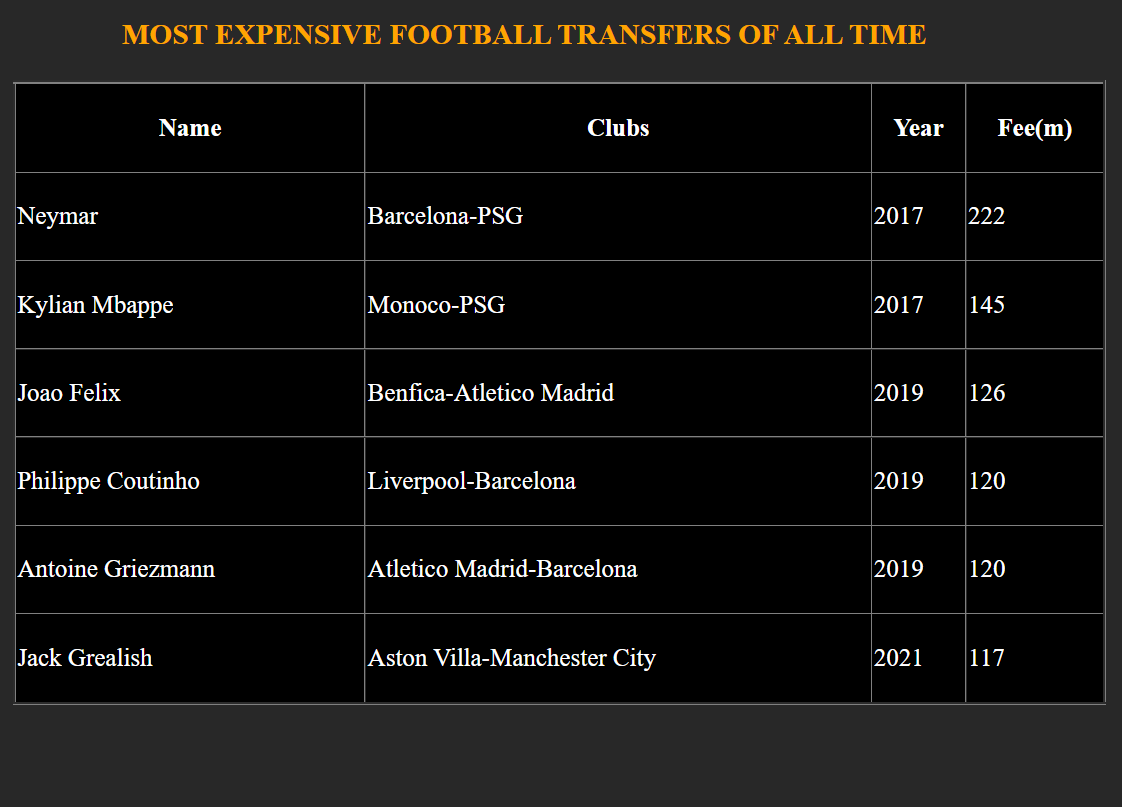 MOST EXPENSIVE FOOTBALL TRANSFERS OF ALL TIME
Name Clubs Year Fee(m)
Neymar Barcelona-PSG 2017 222
Kylian Mbappe Monoco-PSG 2017 145
Joao Felix Benfica-Atletico Madrid 2019 126
Philippe Coutinho Liverpool-Barcelona 2019 120
Antoine Griezmann Atletico Madrid-Barcelona 2019 120
Jack Grealish Aston Villa-Manchester City 2021 117